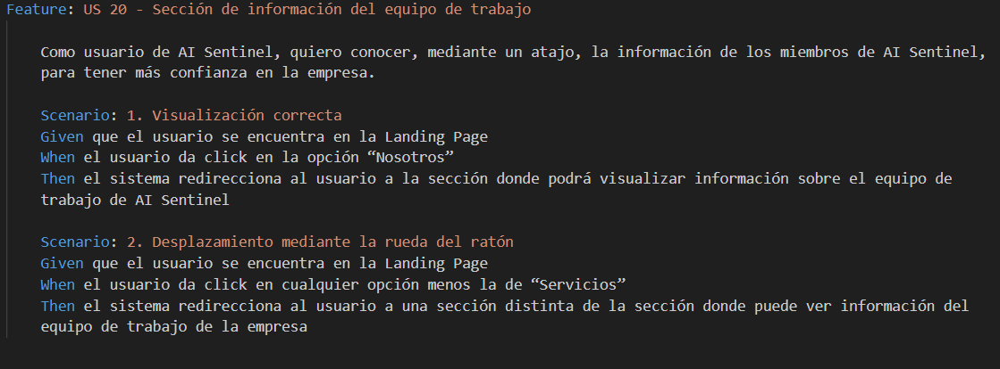 Feature: US 20 - Sección de información del equipo de trabajo
Como usuario de AI Sentinel, quiero conocer, mediante un atajo, la información de los miembros de AI Sentinel,
para tener más confianza en la empresa.
Scenario: 1. Visualización correcta
Given que el usuario se encuentra en la Landing Page
When el usuario da click en la opción “Nosotros”
Then el sistema redirecciona al usuario a la sección donde podrá visualizar información sobre el equipo de
trabajo de AI Sentinel
Scenario: 2. Desplazamiento mediante la rueda del ratón
Given que el usuario se encuentra en la Landing Page
When el usuario da click en cualquier opción menos la de “Servicios”
Then el sistema redirecciona al usuario a una sección distinta de la sección donde puede ver información del
equipo de trabajo de la empresa